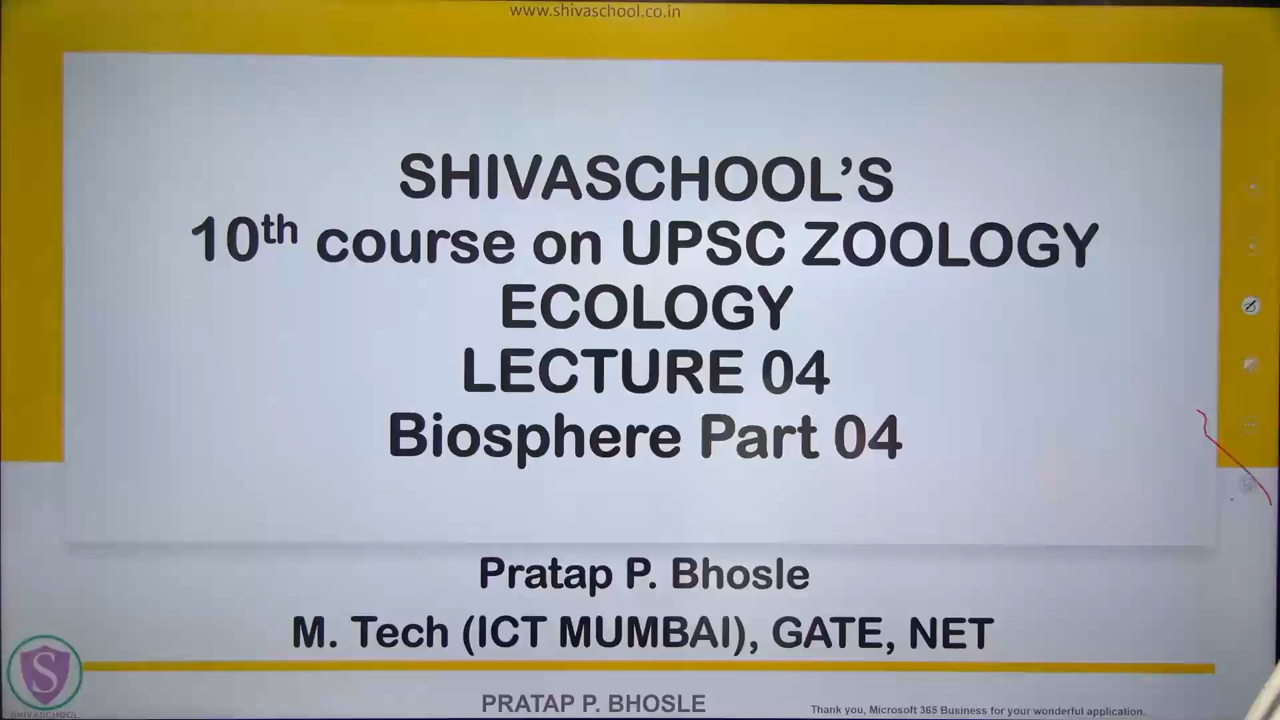 www.shivaschool.co.in
SHIVASCHOOL’S
10th course on UPSC ZOOLOGY
ECOLOGY
LECTURE 04
Biosphere Part 04
Pratap P. Bhosle
M. Tech (ICT MUMBAI), GATE, NET
S
SHIVASCHOOL
PRATAP P. BHOSLE
Thank you, Microsoft 365 Business for your wonderful application.